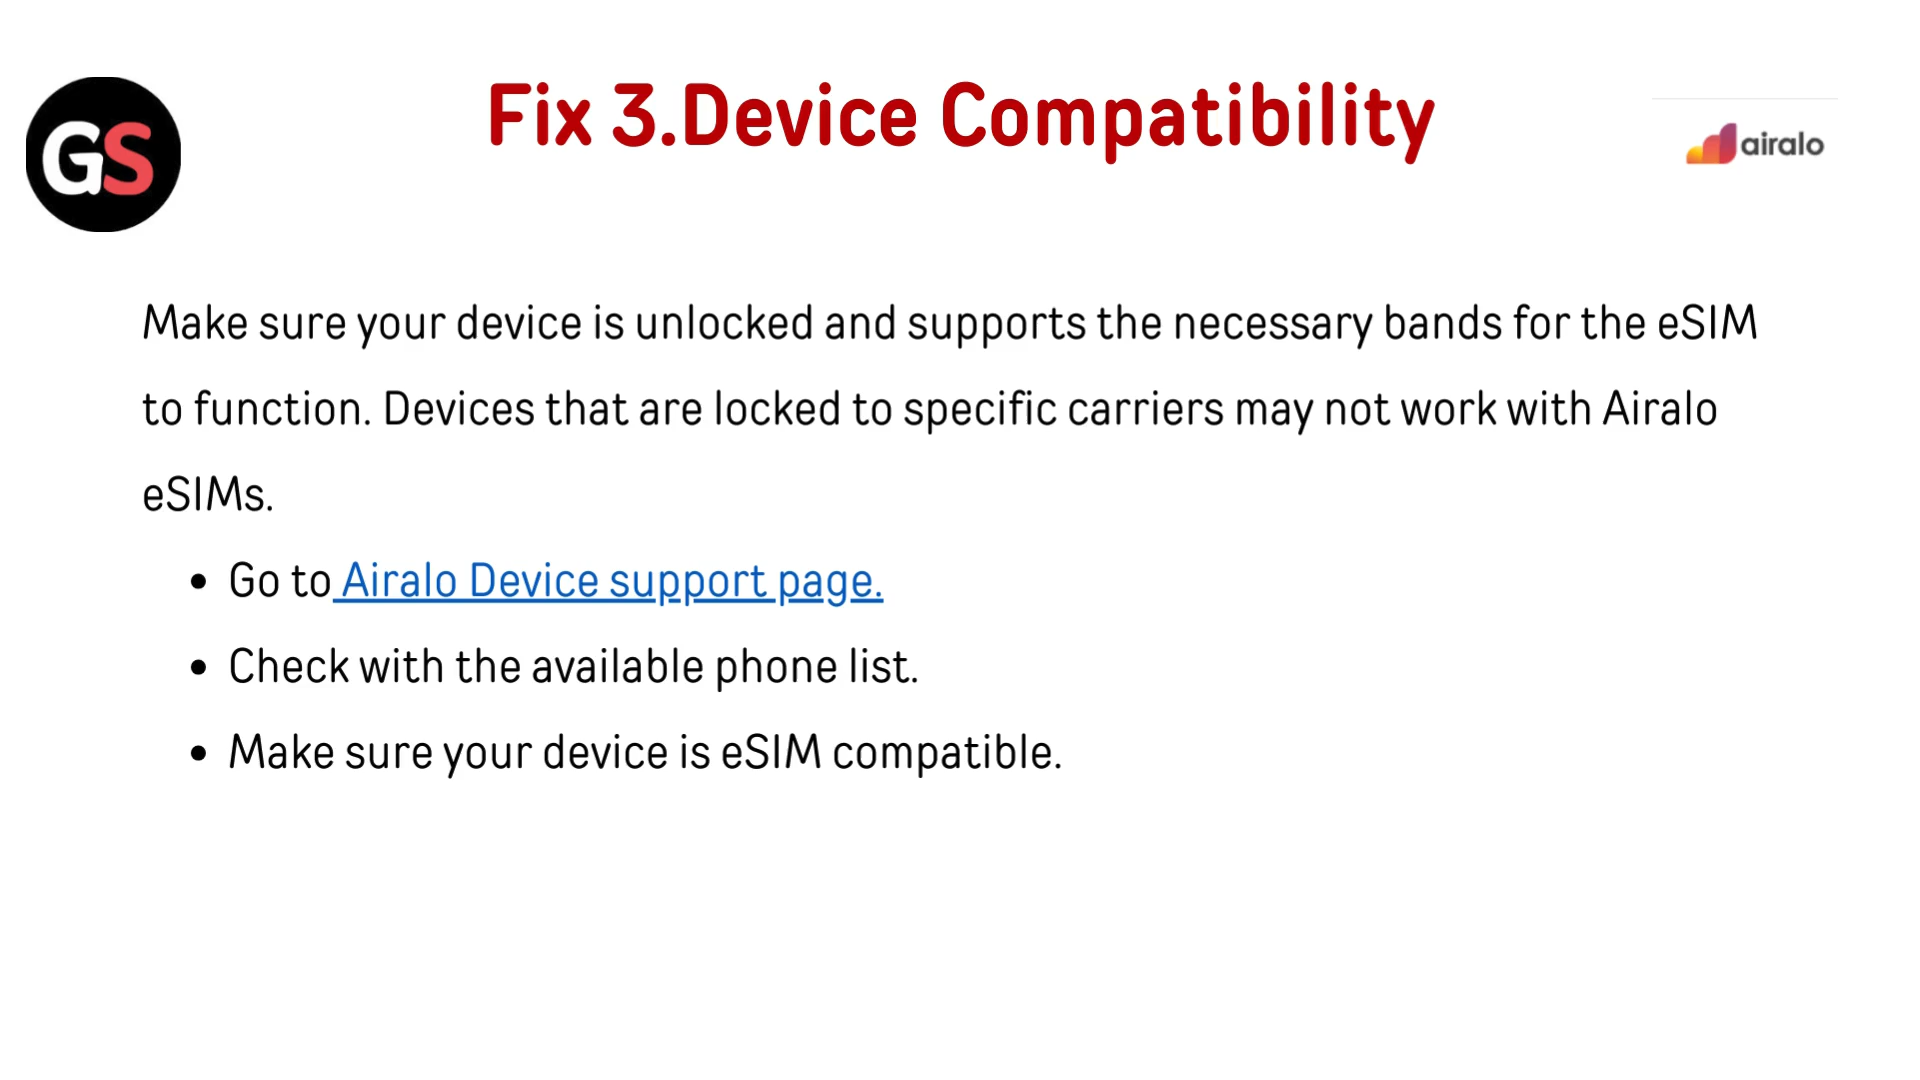 GS
Fix 3.Device Compatibility
airalo
Make sure your device is unlocked and supports the necessary bands for the eSIM
to function. Devices that are locked to specific carriers may not work with Airalo
eSIMs.
• Go to Airalo Device support page.
• Check with the available phone list.
• Make sure your device is eSIM compatible.